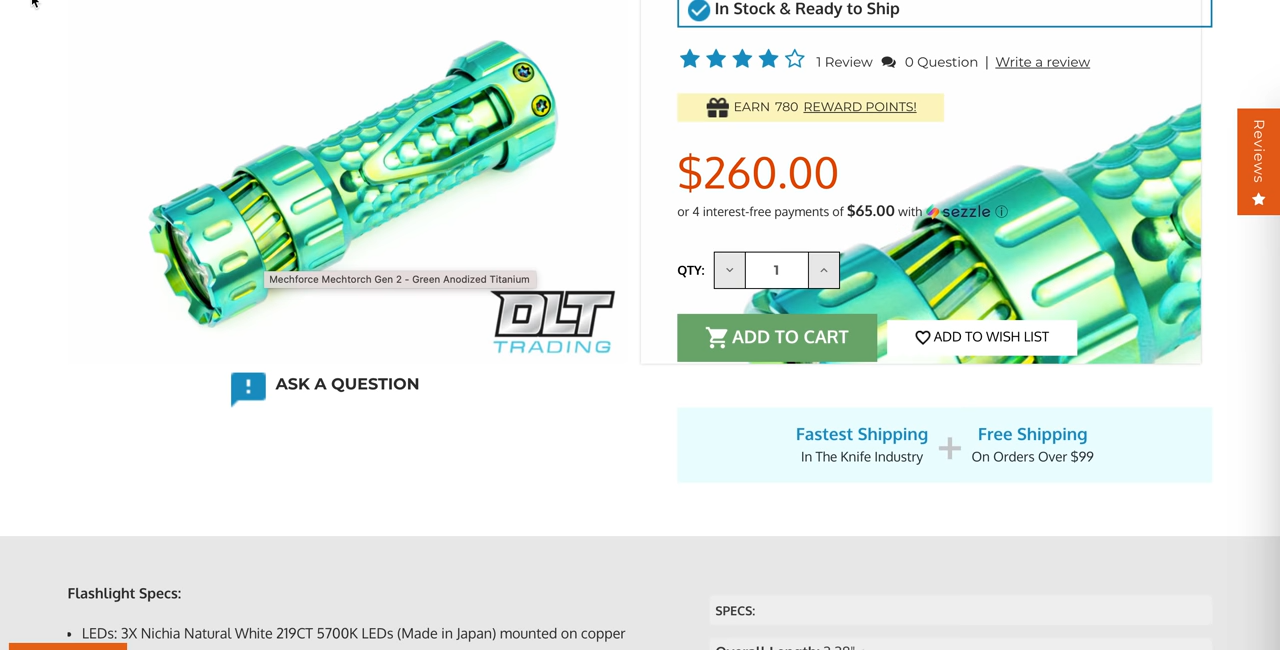 In Stock & Ready to Ship
1 Review 0 Question | Write a review
EARN 780 REWARD POINTS!
$260.00
or 4 interest-free payments of $65.00 with sezzle
QTY: 1
ADD TO CART
ADD TO WISH LIST
Mechforce Mechtorch Gen 2 - Green Anodized Titanium
DLT
TRADING
ASK A QUESTION
Reviews
Fastest Shipping + Free Shipping
In The Knife Industry On Orders Over $99
Flashlight Specs:
• LEDs: 3X Nichia Natural White 219CT 5700K LEDs (Made in Japan) mounted on copper
SPECS:
Overall Length: 3.28"